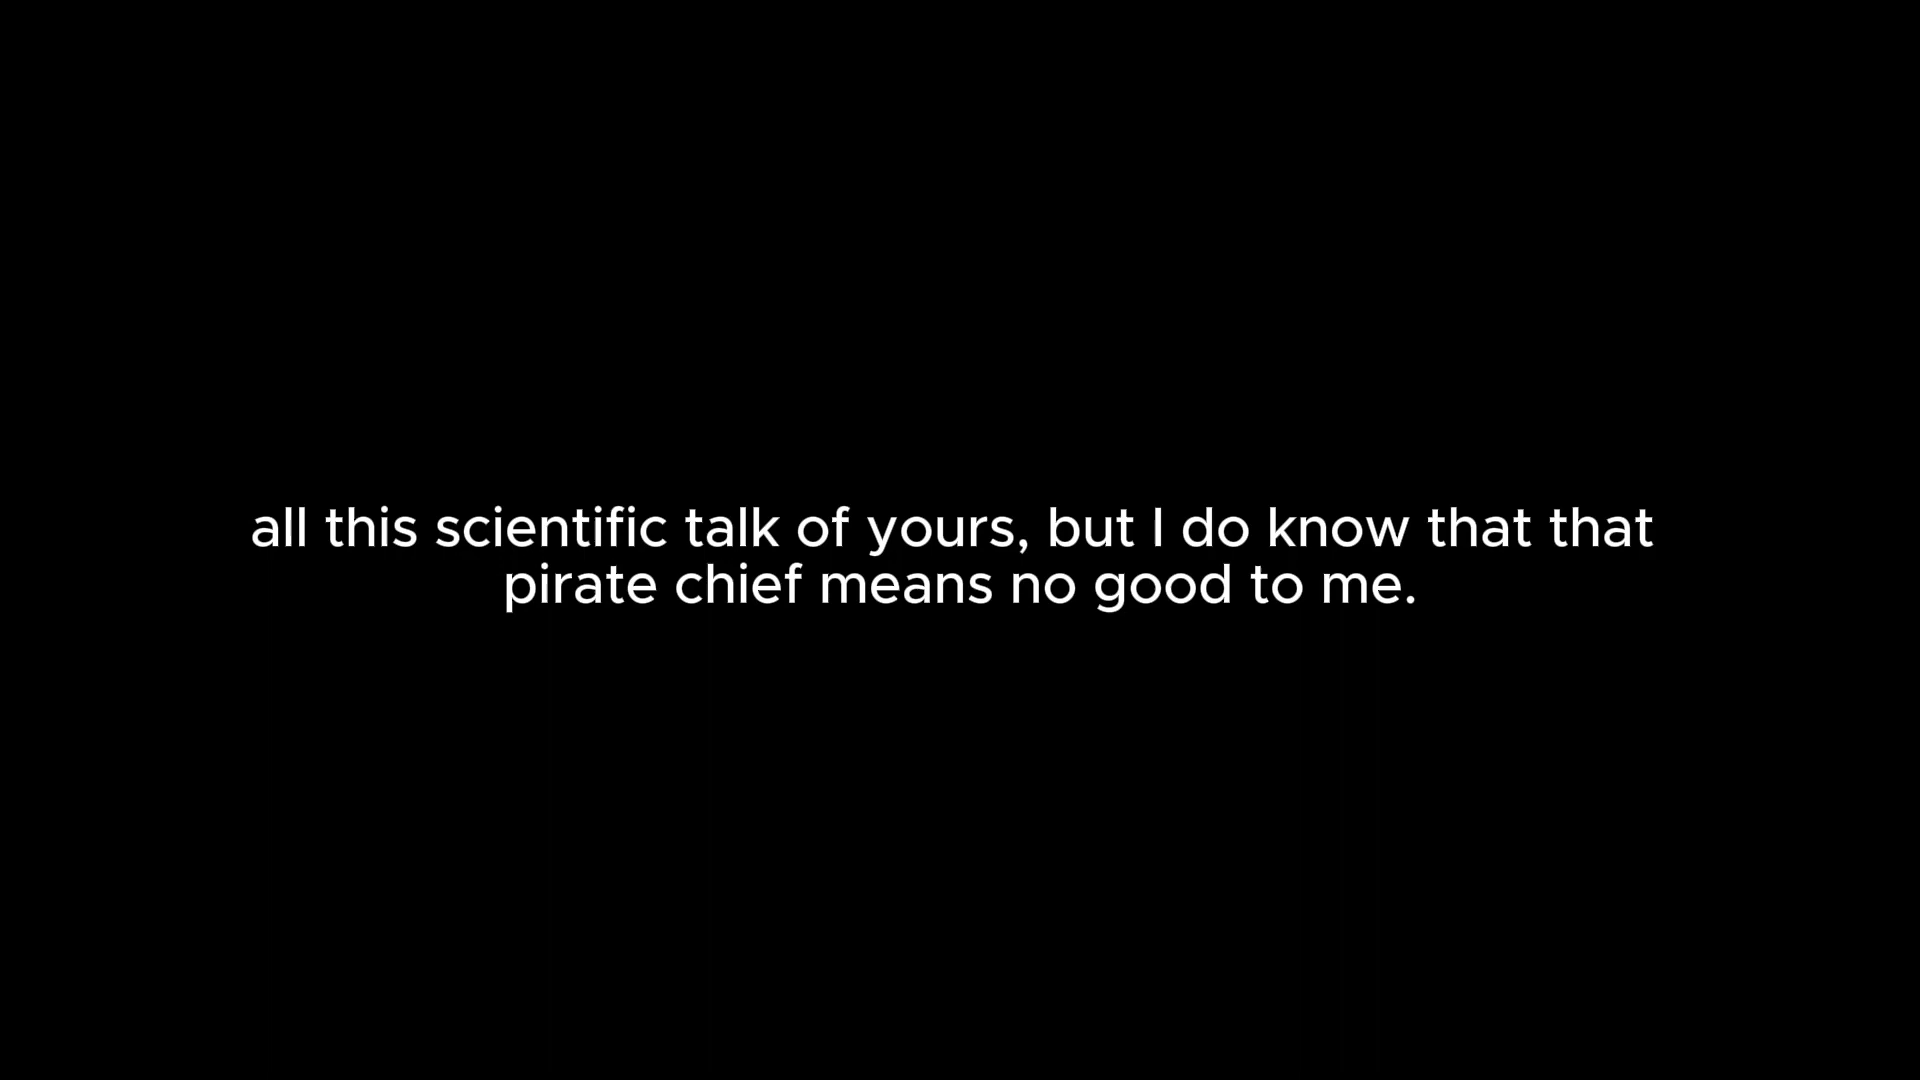 all this scientific talk of yours, but I do know that that
pirate chief means no good to me.